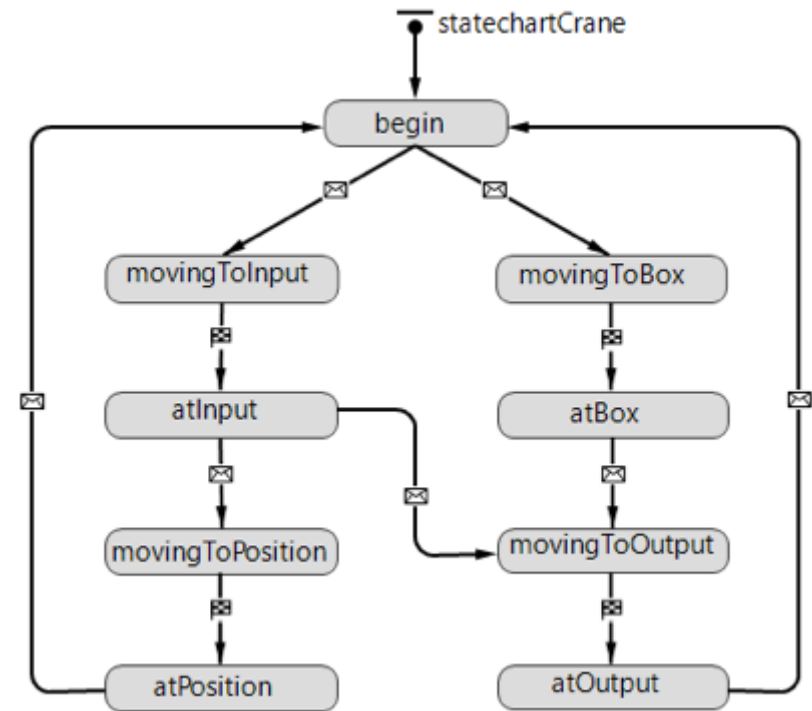 statechartCrane
begin
movingToInput
movingToBox
atInput
atBox
movingToPosition
movingToOutput
atPosition
atOutput